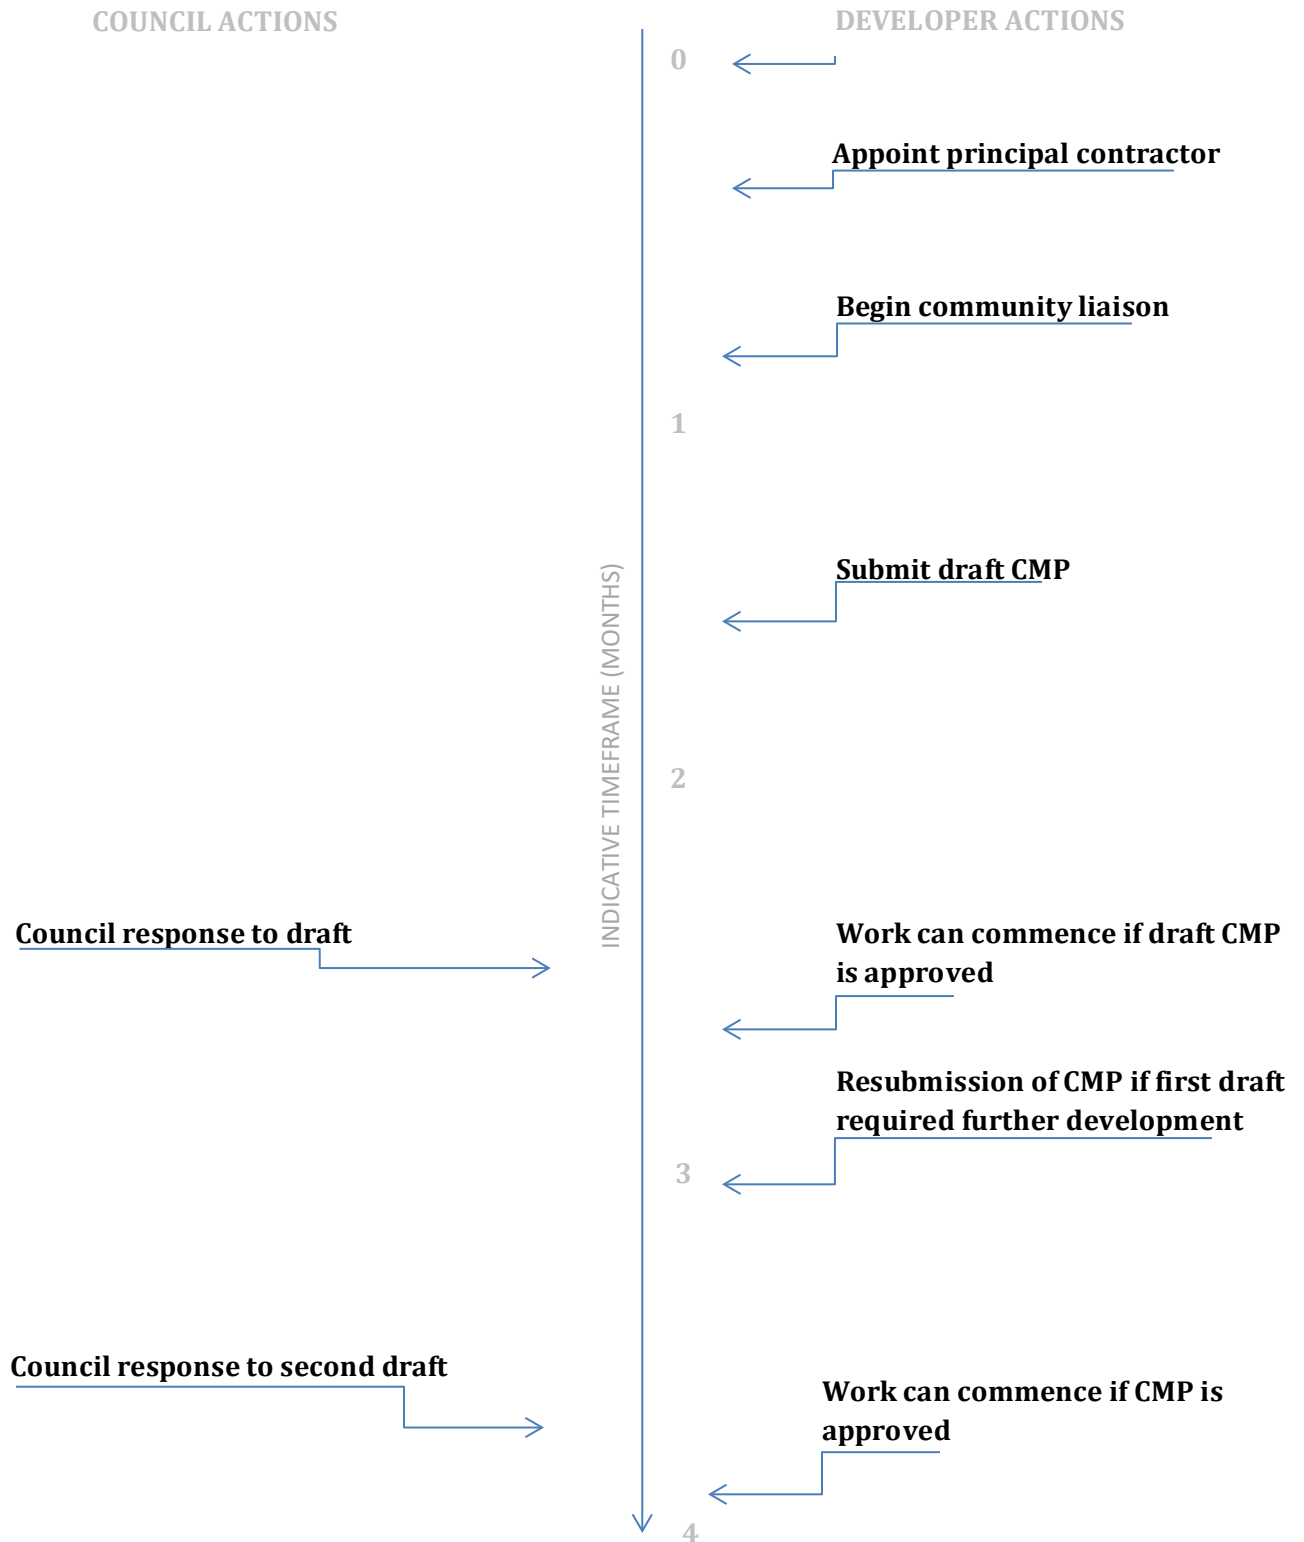 COUNCIL ACTIONS
DEVELOPER ACTIONS
0
Appoint principal contractor
Begin community liaison
1
Submit draft CMP
INDICATIVE TIMEFRAME (MONTHS)
2
Council response to draft
Work can commence if draft CMP
is approved
Resubmission of CMP if first draft
required further development
3
Council response to second draft
Work can commence if CMP is
approved
4